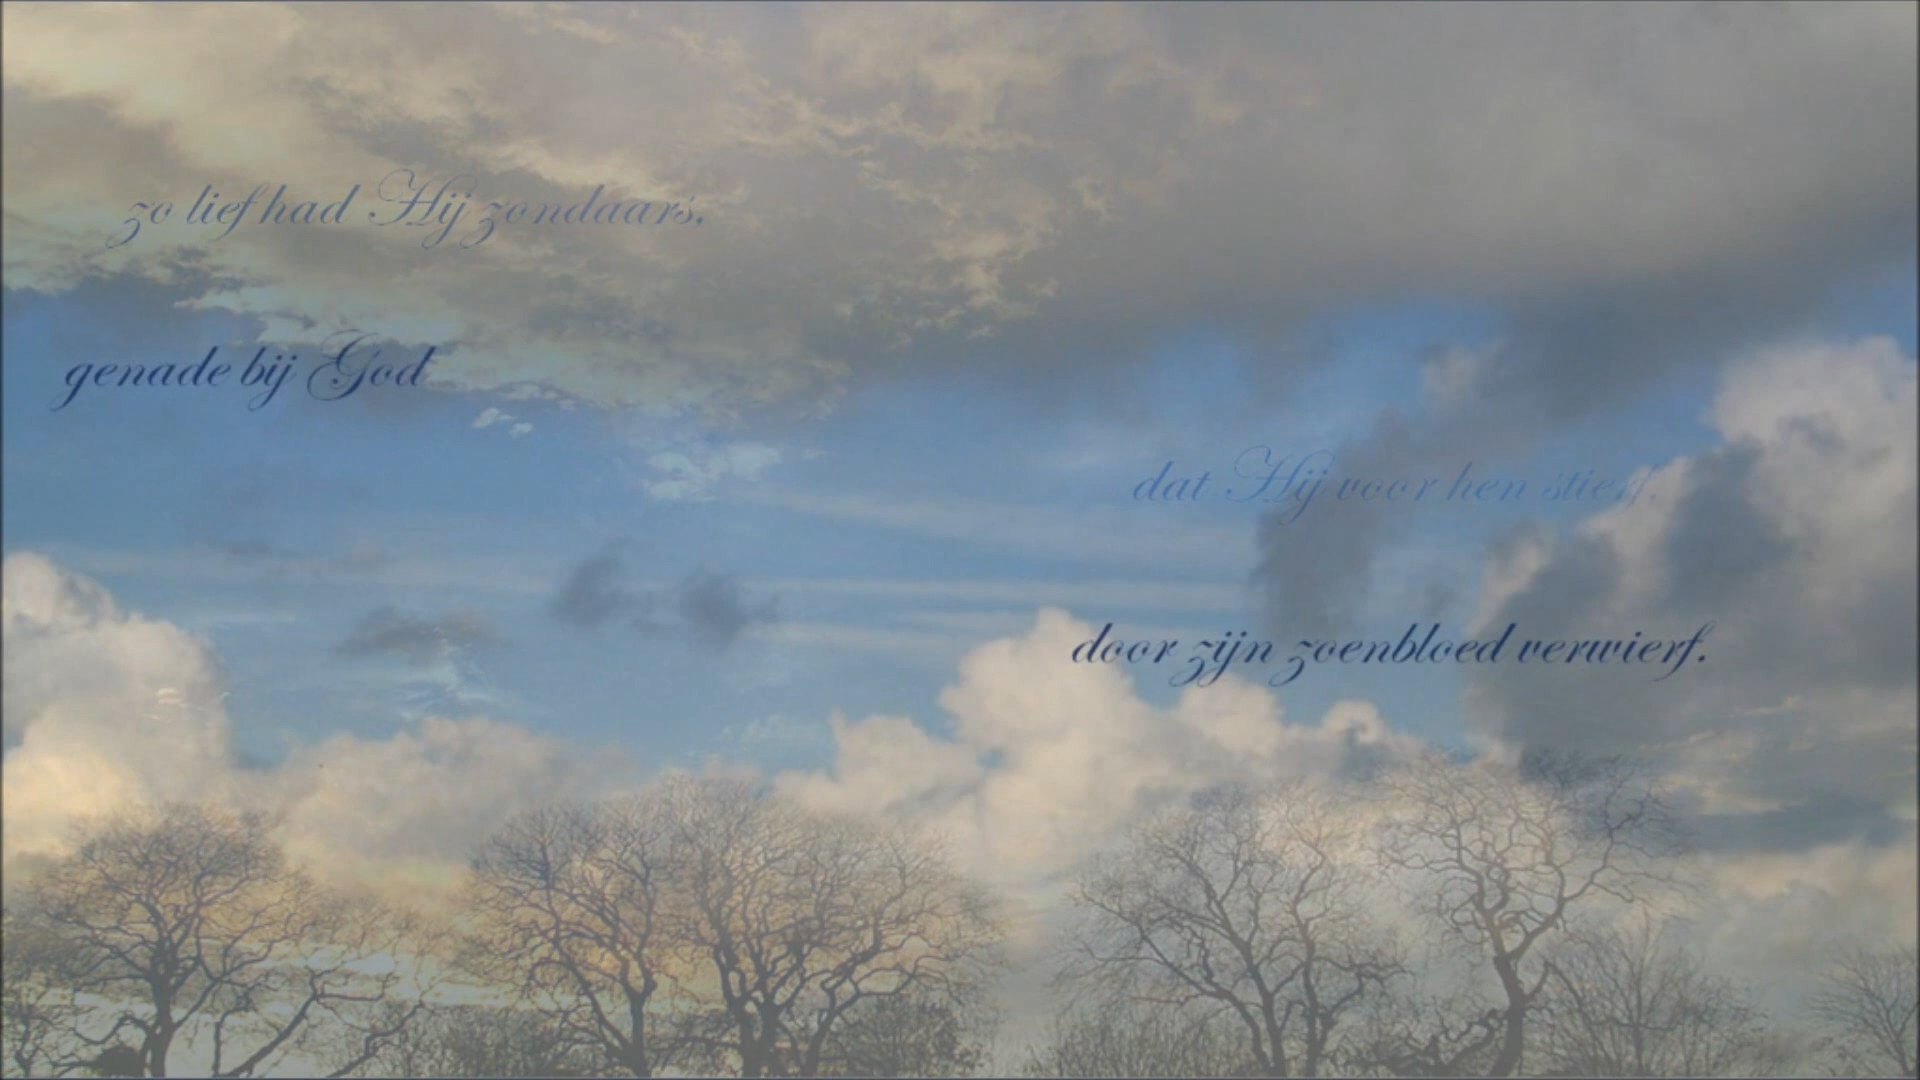 zo lief had Hij zondaars,
genade bij God
dat Hij voor hen stierf,
door zijn zoenbloed verwierf.